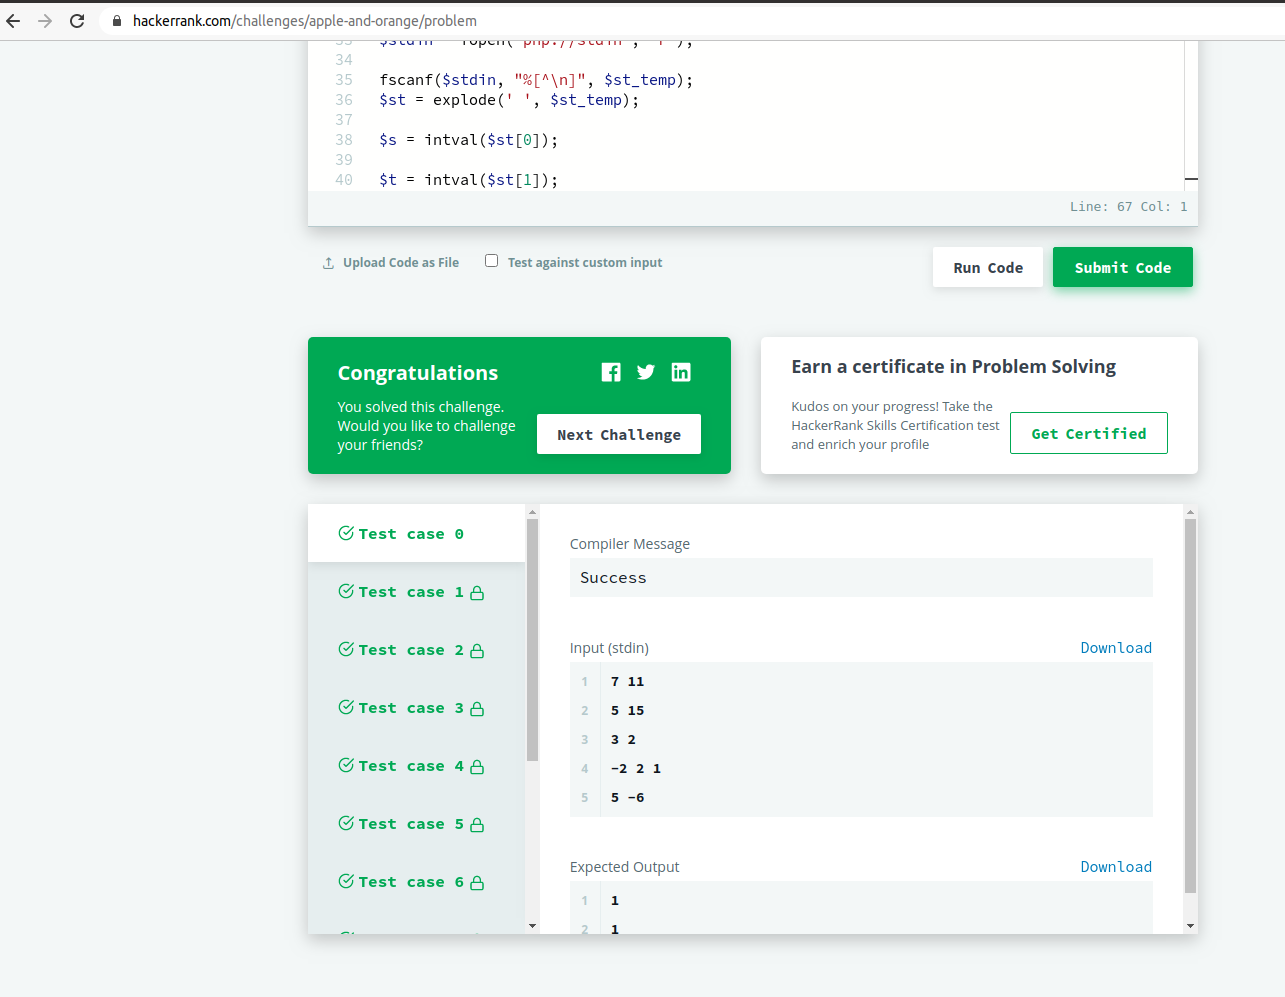 hackerrank.com/challenges/apple-and-orange/problem
33 $stdin = fopen("php://stdin", "r");
34
35 fscanf($stdin, "%[^\n]", $st_temp);
36 $st = explode(' ', $st_temp);
37
38 $s = intval($st[0]);
39
40 $t = intval($st[1]);
Line: 67 Col: 1
Upload Code as File
Test against custom input
Run Code
Submit Code
Congratulations
You solved this challenge.
Would you like to challenge
your friends?
Next Challenge
Earn a certificate in Problem Solving
Kudos on your progress! Take the
HackerRank Skills Certification test
and enrich your profile
Get Certified
Test case 0
Test case 1
Test case 2
Test case 3
Test case 4
Test case 5
Test case 6
Compiler Message
Success
Input (stdin)
Download
1 7 11
2 5 15
3 3 2
4 -2 2 1
5 5 -6
Expected Output
Download
1 1
2 1